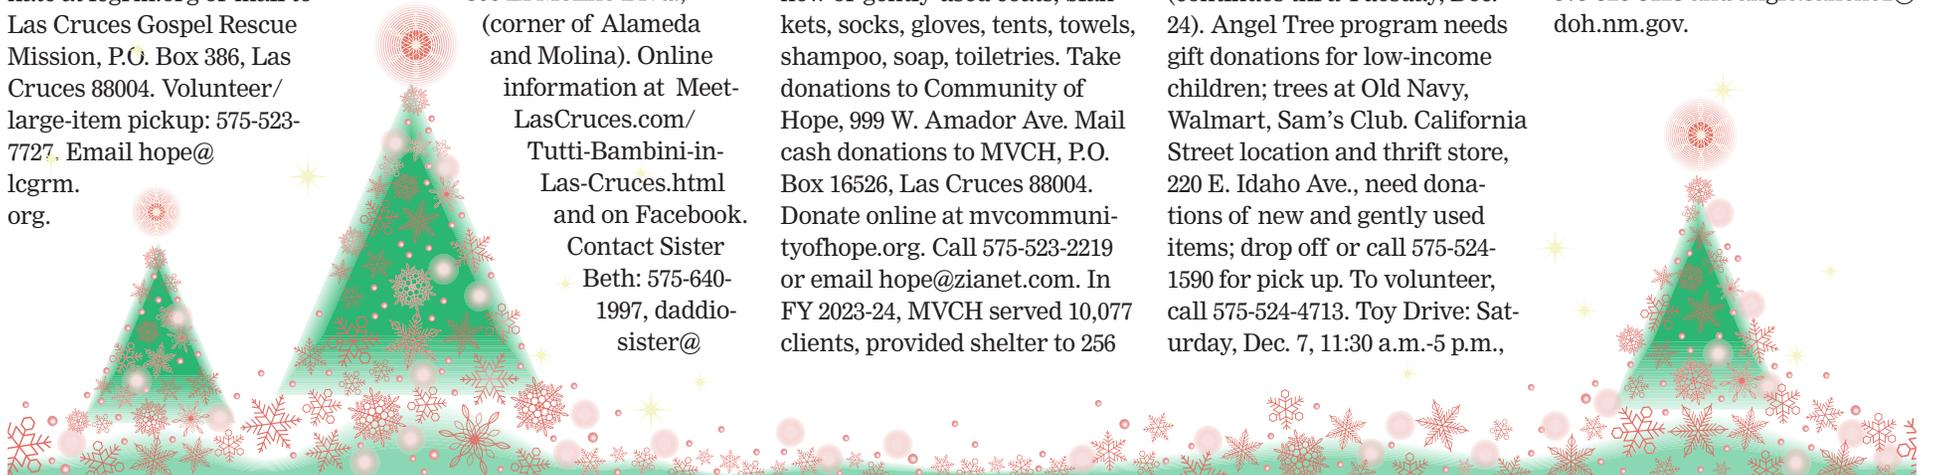 Las Cruces Gospel Rescue
Mission, P.O. Box 386, Las
Cruces 88004. Volunteer/
large-item pickup: 575-523-
7727. Email hope@
lcgrm.
org.
(corner of Alameda
and Molina). Online
information at Meet-
LasCruces.com/
Tutti-Bambini-in-
Las-Cruces.html
and on Facebook.
Contact Sister
Beth: 575-640-
1997, daddio-
sister@
kets, socks, gloves, tents, towels,
shampoo, soap, toiletries. Take
donations to Community of
Hope, 999 W. Amador Ave. Mail
cash donations to MVCH, P.O.
Box 16526, Las Cruces 88004.
Donate online at mvcommuni-
tyofhope.org. Call 575-523-2219
or email hope@zianet.com. In
FY 2023-24, MVCH served 10,077
clients, provided shelter to 256
24). Angel Tree program needs
gift donations for low-income
children; trees at Old Navy,
Walmart, Sam's Club. California
Street location and thrift store,
220 E. Idaho Ave., need dona-
tions of new and gently used
items; drop off or call 575-524-
1590 for pick up. To volunteer,
call 575-524-4713. Toy Drive: Sat-
urday, Dec. 7, 11:30 a.m.-5 p.m.,
doh.nm.gov.